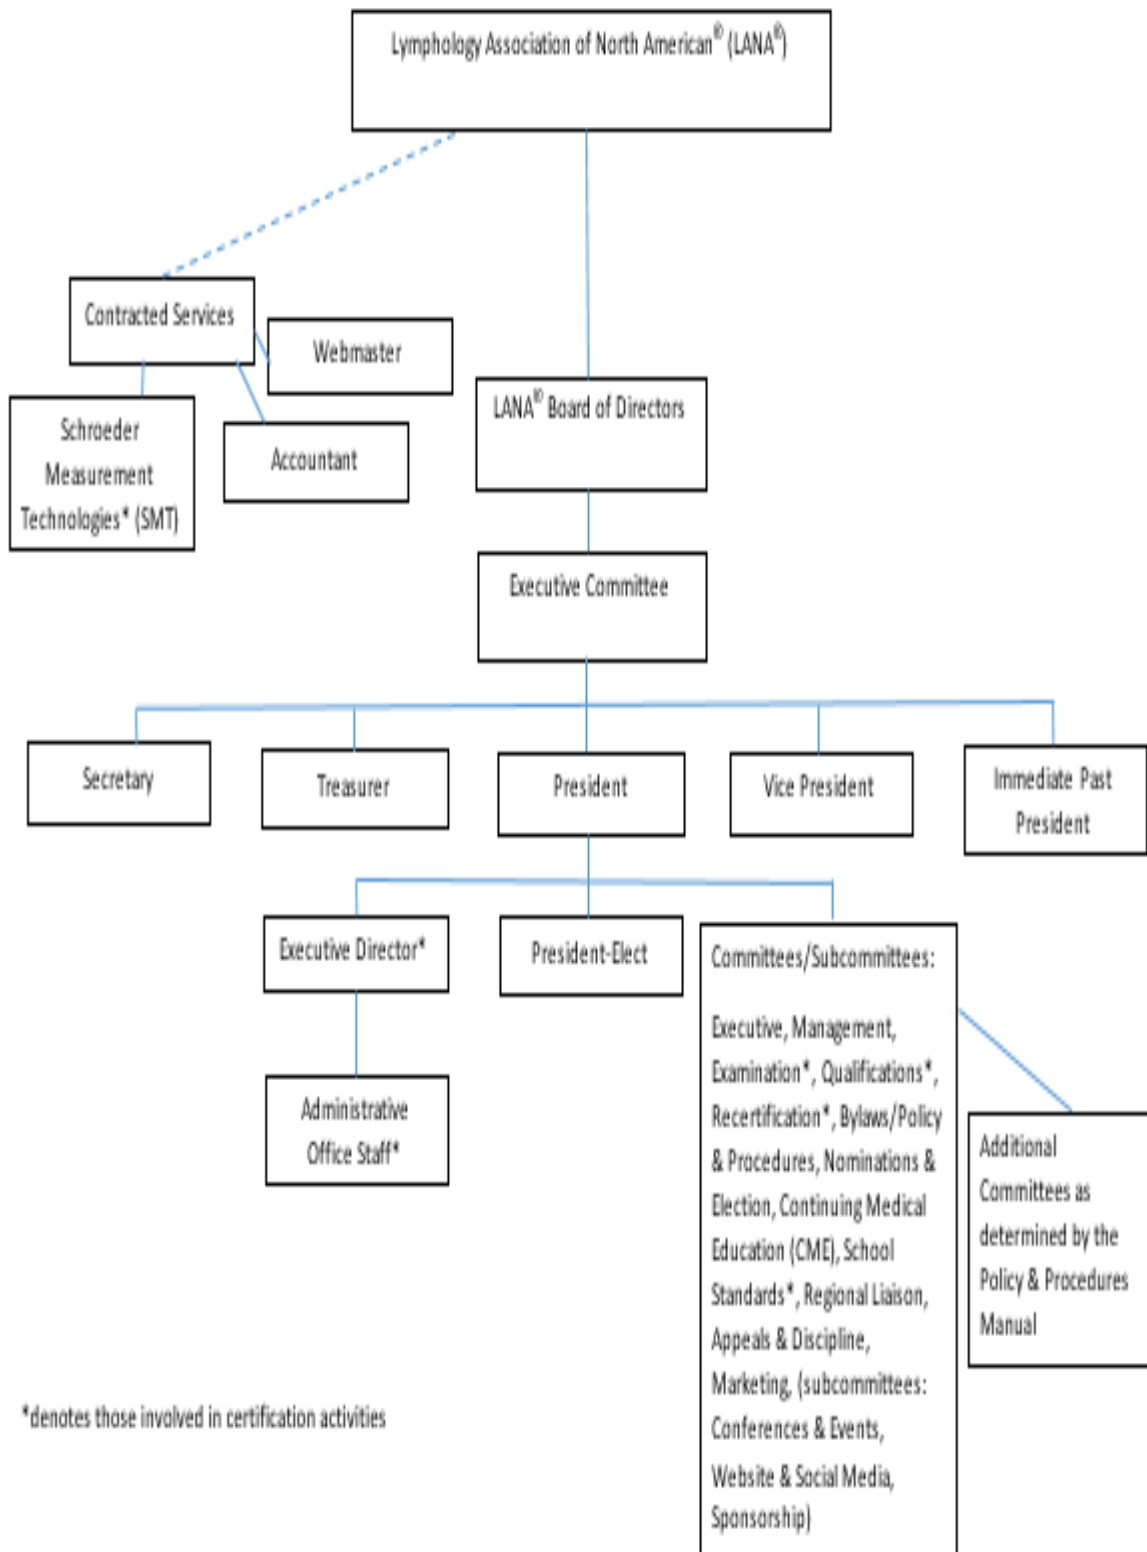 Lymphology Association of North American® (LANA®)
Contracted Services
Webmaster
Schroeder
Measurement
Technologies* (SMT)
Accountant
LANA® Board of Directors
Executive Committee
Secretary
Treasurer
President
Vice President
Immediate Past
President
Executive Director*
President-Elect
Administrative
Office Staff*
Committees/Subcommittees:
Executive, Management,
Examination*, Qualifications*,
Recertification*, Bylaws/Policy
& Procedures, Nominations &
Election, Continuing Medical
Education (CME), School
Standards*, Regional Liaison,
Appeals & Discipline,
Marketing, (subcommittees:
Conferences & Events,
Website & Social Media,
Sponsorship)
Additional
Committees as
determined by the
Policy & Procedures
Manual
*denotes those involved in certification activities